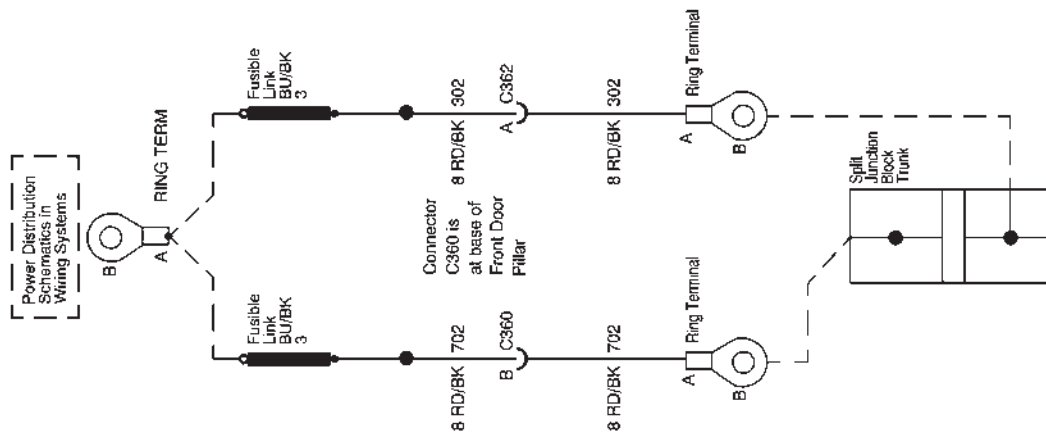 Power Distribution
Schematics in
Wiring Systems
B
A
RING TERM
Fusible
Link
BU/BK
3
Fusible
Link
BU/BK
3
8 RD/BK 702
B C360
8 RD/BK 702
A
Ring Terminal
B
Connector
C360 is
at base of
Front Door
Pillar
8 RD/BK 302
A C362
8 RD/BK 302
A
Ring Terminal
B
Split
Junction
Block
Trunk